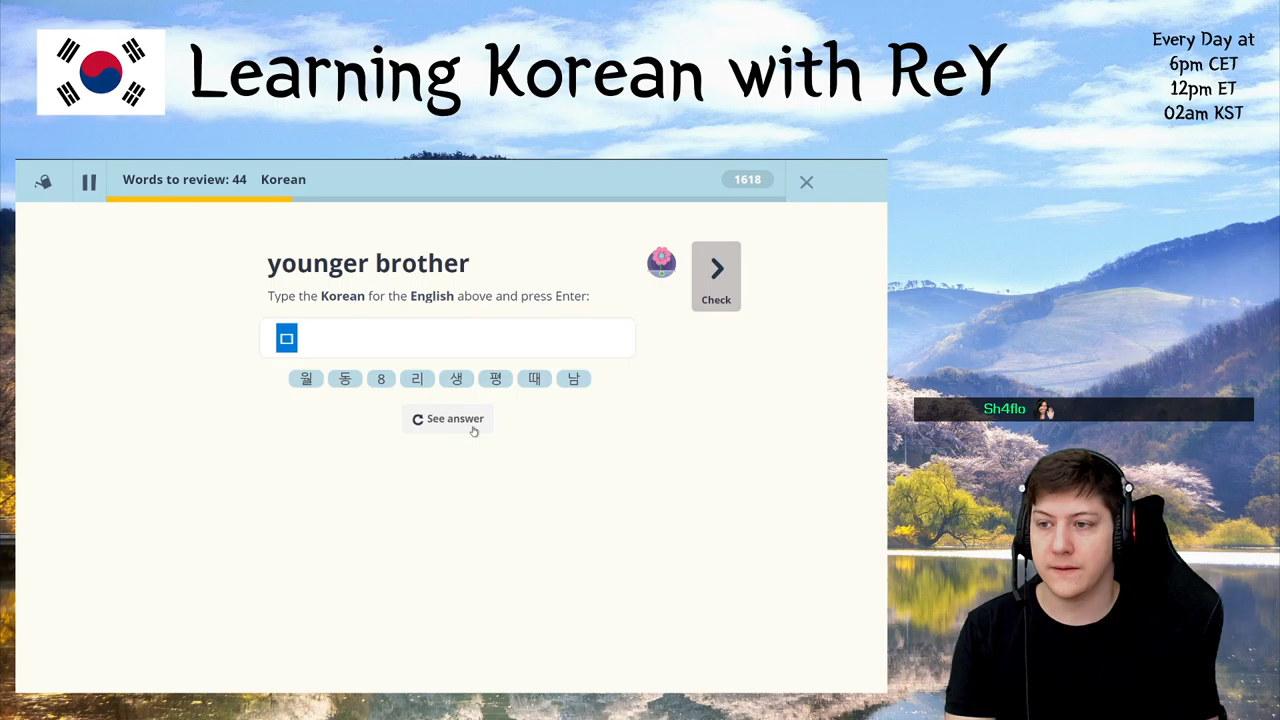 Learning Korean with ReY
Every Day at
6pm CET
12pm ET
02am KST
Words to review: 44 Korean
1618
younger brother
Type the Korean for the English above and press Enter:
Check
ㅁ
월 동 8 리 생 평 때 남
See answer
Sh4flo